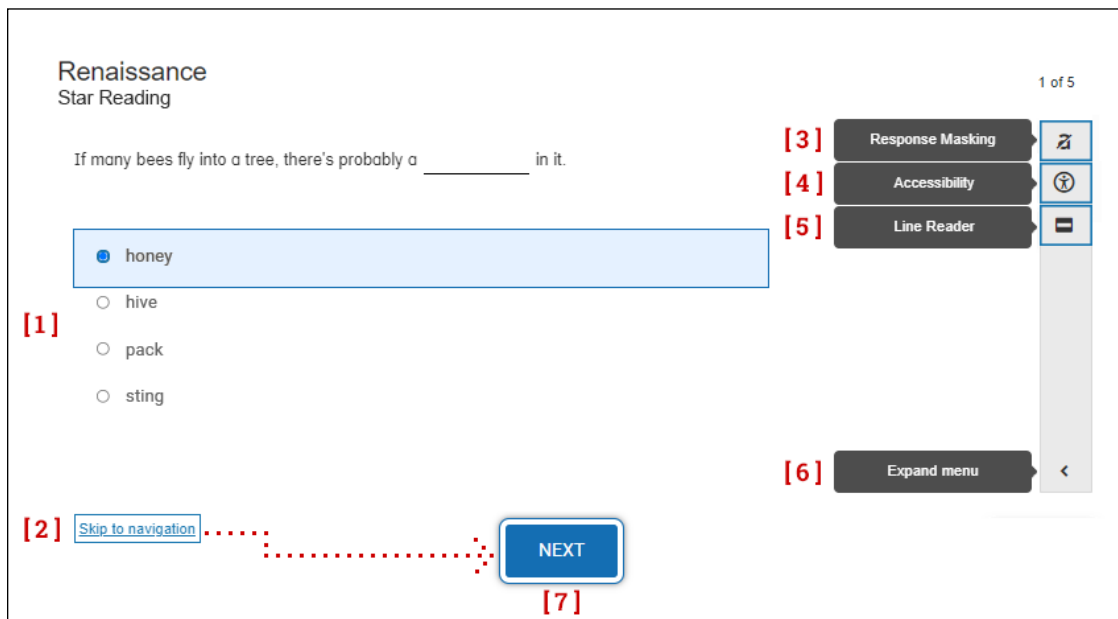 Renaissance
Star Reading
1 of 5
If many bees fly into a tree, there's probably a __________ in it.
[3] Response Masking
[4] Accessibility
[5] Line Reader
honey
hive
[1]
pack
sting
[6] Expand menu
[2] Skip to navigation
NEXT
[7]